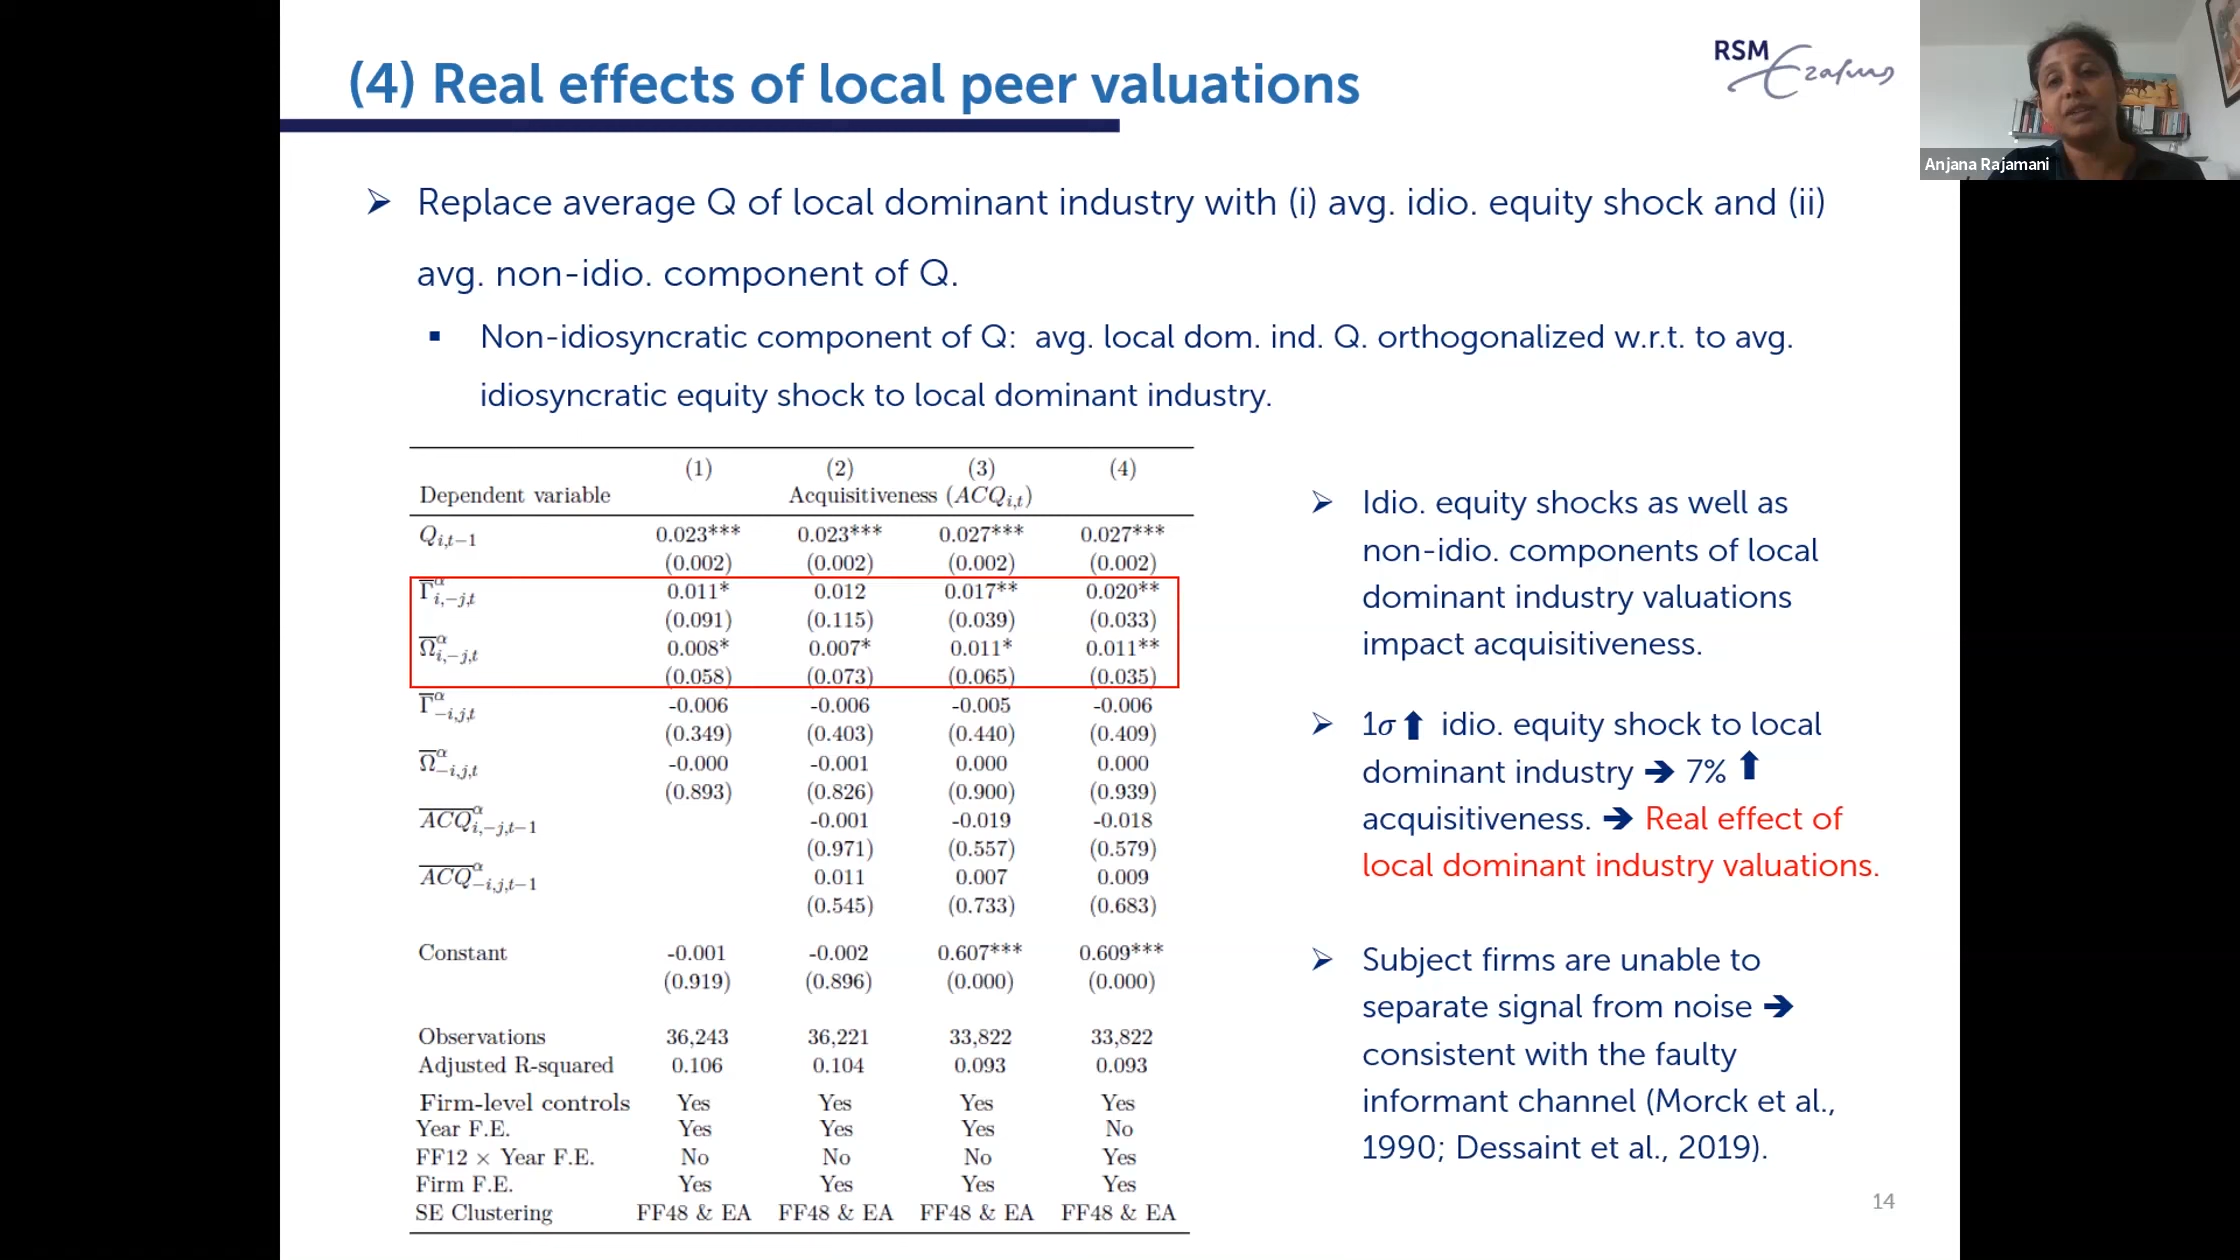 (4) Real effects of local peer valuations
RSM
Erasmus
Anjana Rajamani
➢ Replace average Q of local dominant industry with (i) avg. idio. equity shock and (ii)
avg. non-idio. component of Q.
▪ Non-idiosyncratic component of Q: avg. local dom. ind. Q. orthogonalized w.r.t. to avg.
idiosyncratic equity shock to local dominant industry.
(1) (2) (3) (4)
Dependent variable Acquisitiveness (ACQ_{i,t})
Q_{i,t−1} 0.023*** 0.023*** 0.027*** 0.027***
(0.002) (0.002) (0.002) (0.002)
Γ̅^α_{i,−j,t} 0.011* 0.012 0.017** 0.020**
(0.091) (0.115) (0.039) (0.033)
Ω̅^α_{i,−j,t} 0.008* 0.007* 0.011* 0.011**
(0.058) (0.073) (0.065) (0.035)
Γ̅^α_{−i,j,t} -0.006 -0.006 -0.005 -0.006
(0.349) (0.403) (0.440) (0.409)
Ω̅^α_{−i,j,t} -0.000 -0.001 0.000 0.000
(0.893) (0.826) (0.900) (0.939)
A̅C̅Q̅^α_{i,−j,t−1} -0.001 -0.019 -0.018
(0.971) (0.557) (0.579)
A̅C̅Q̅^α_{−i,j,t−1} 0.011 0.007 0.009
(0.545) (0.733) (0.683)
Constant -0.001 -0.002 0.607*** 0.609***
(0.919) (0.896) (0.000) (0.000)
Observations 36,243 36,221 33,822 33,822
Adjusted R-squared 0.106 0.104 0.093 0.093
Firm-level controls Yes Yes Yes Yes
Year F.E. Yes Yes Yes No
FF12 × Year F.E. No No No Yes
Firm F.E. Yes Yes Yes Yes
SE Clustering FF48 & EA FF48 & EA FF48 & EA FF48 & EA
➢ Idio. equity shocks as well as
non-idio. components of local
dominant industry valuations
impact acquisitiveness.
➢ 1σ⬆ idio. equity shock to local
dominant industry ➔ 7% ⬆
acquisitiveness. ➔ Real effect of
local dominant industry valuations.
➢ Subject firms are unable to
separate signal from noise ➔
consistent with the faulty
informant channel (Morck et al.,
1990; Dessaint et al., 2019).
14